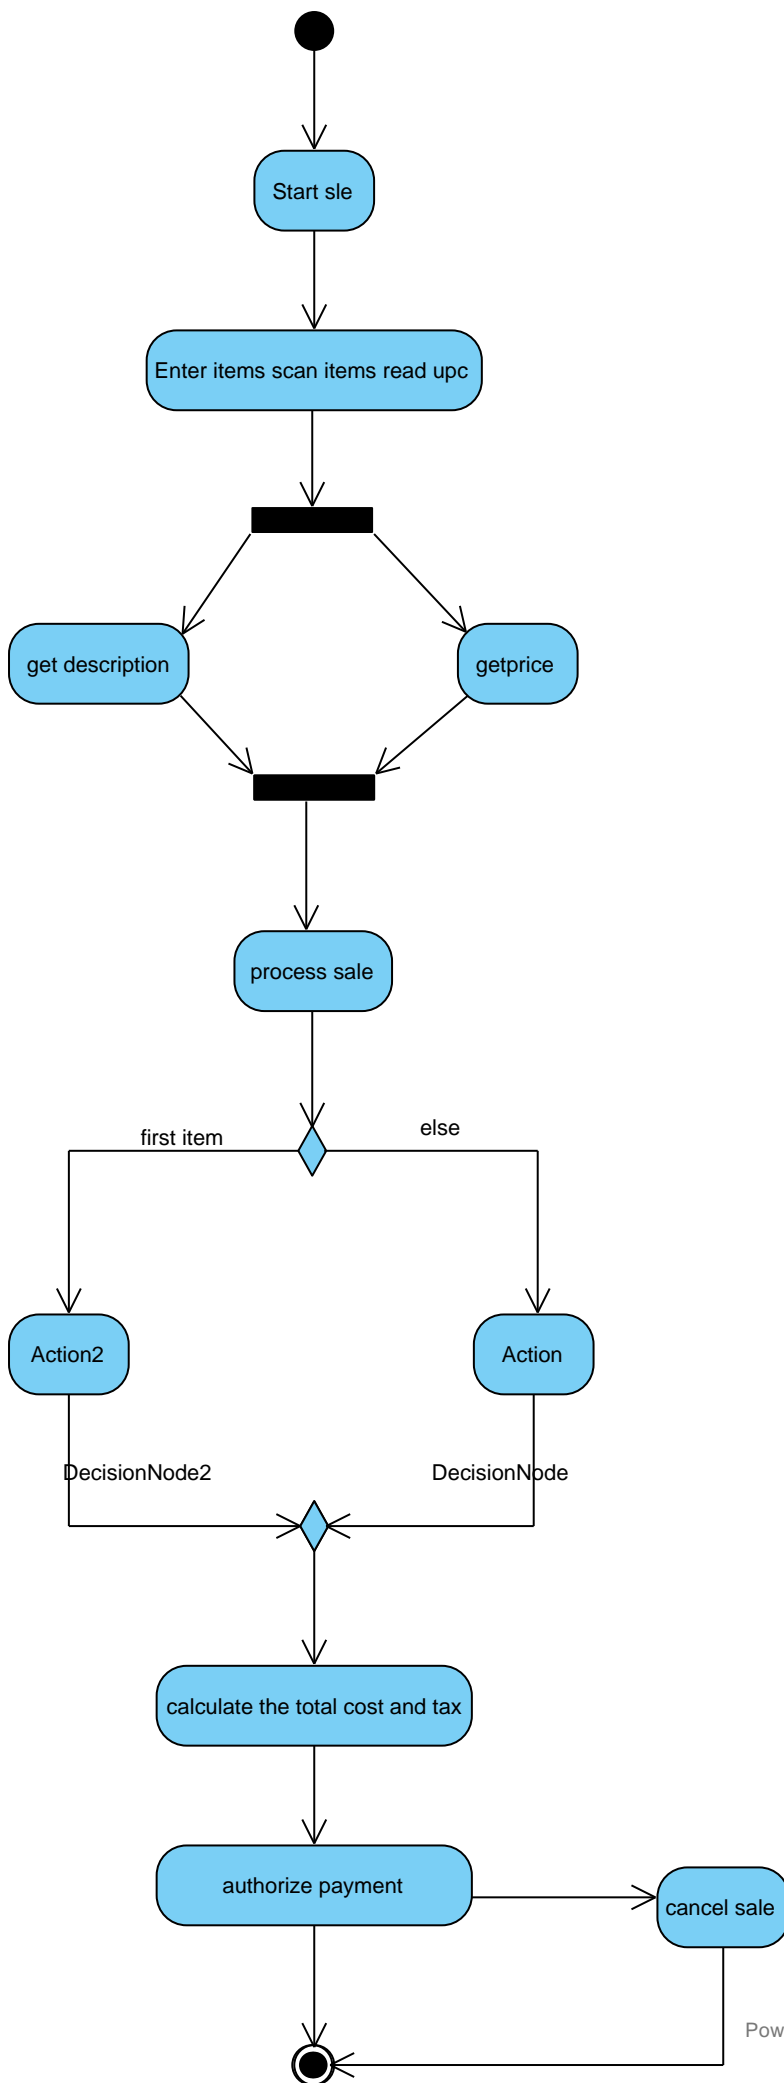 Start sle
Enter items scan items read upc
get description
getprice
process sale
first item
else
Action2
Action
DecisionNode2
DecisionNode
calculate the total cost and tax
authorize payment
cancel sale
Pow